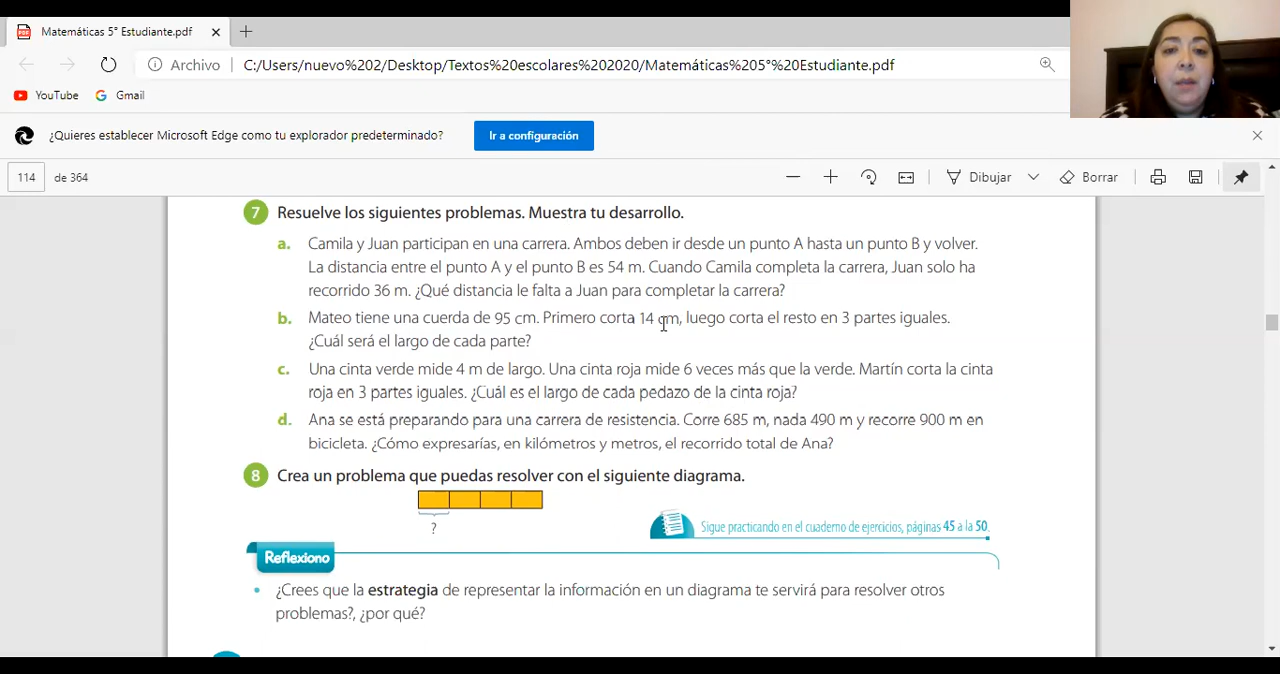 Matemáticas 5° Estudiante.pdf
Archivo C:/Users/nuevo%202/Desktop/Textos%20escolares%202020/Matemáticas%205°%20Estudiante.pdf
YouTube Gmail
¿Quieres establecer Microsoft Edge como tu explorador predeterminado? Ir a configuración
114 de 364 Dibujar Borrar
7 Resuelve los siguientes problemas. Muestra tu desarrollo.
a. Camila y Juan participan en una carrera. Ambos deben ir desde un punto A hasta un punto B y volver.
La distancia entre el punto A y el punto B es 54 m. Cuando Camila completa la carrera, Juan solo ha
recorrido 36 m. ¿Qué distancia le falta a Juan para completar la carrera?
b. Mateo tiene una cuerda de 95 cm. Primero corta 14 cm, luego corta el resto en 3 partes iguales.
¿Cuál será el largo de cada parte?
c. Una cinta verde mide 4 m de largo. Una cinta roja mide 6 veces más que la verde. Martín corta la cinta
roja en 3 partes iguales. ¿Cuál es el largo de cada pedazo de la cinta roja?
d. Ana se está preparando para una carrera de resistencia. Corre 685 m, nada 490 m y recorre 900 m en
bicicleta. ¿Cómo expresarías, en kilómetros y metros, el recorrido total de Ana?
8 Crea un problema que puedas resolver con el siguiente diagrama.
?
Sigue practicando en el cuaderno de ejercicios, páginas 45 a la 50.
Reflexiono
• ¿Crees que la estrategia de representar la información en un diagrama te servirá para resolver otros
problemas?, ¿por qué?